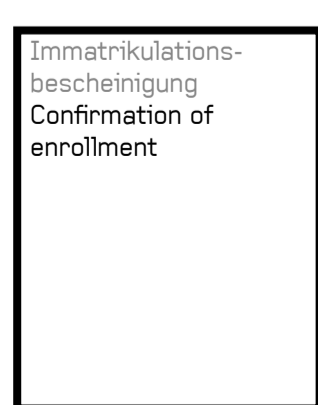 Immatrikulations-
bescheinigung
Confirmation of
enrollment